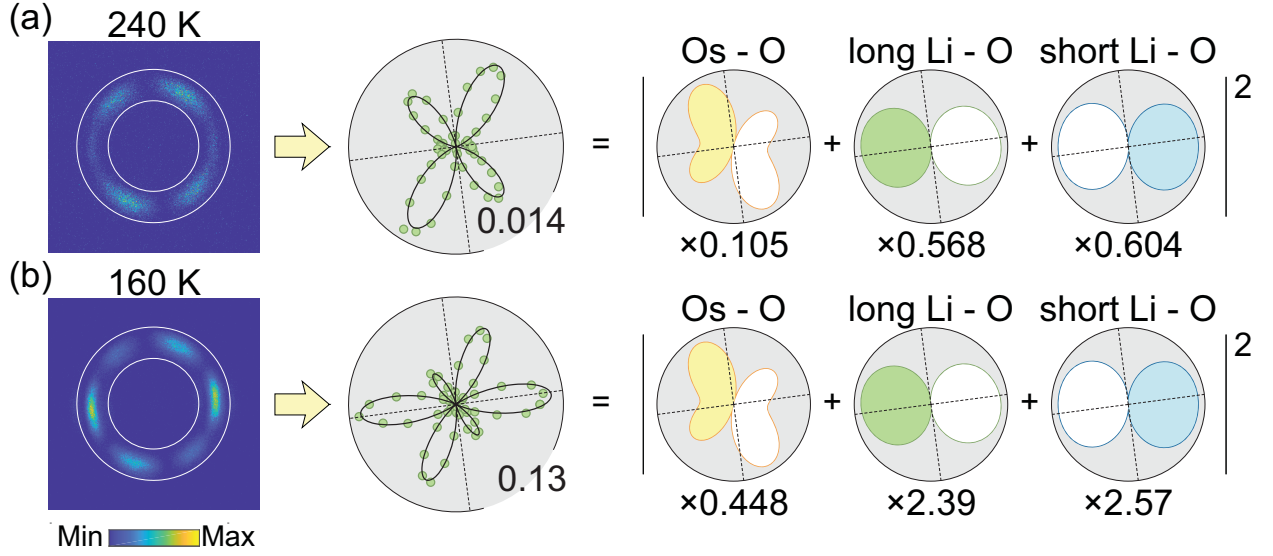 (a)
240 K
0.014
=
Os - O
+
long Li - O
+
short Li - O
2
×0.105
×0.568
×0.604
(b)
160 K
0.13
=
Os - O
+
long Li - O
+
short Li - O
2
×0.448
×2.39
×2.57
Min Max